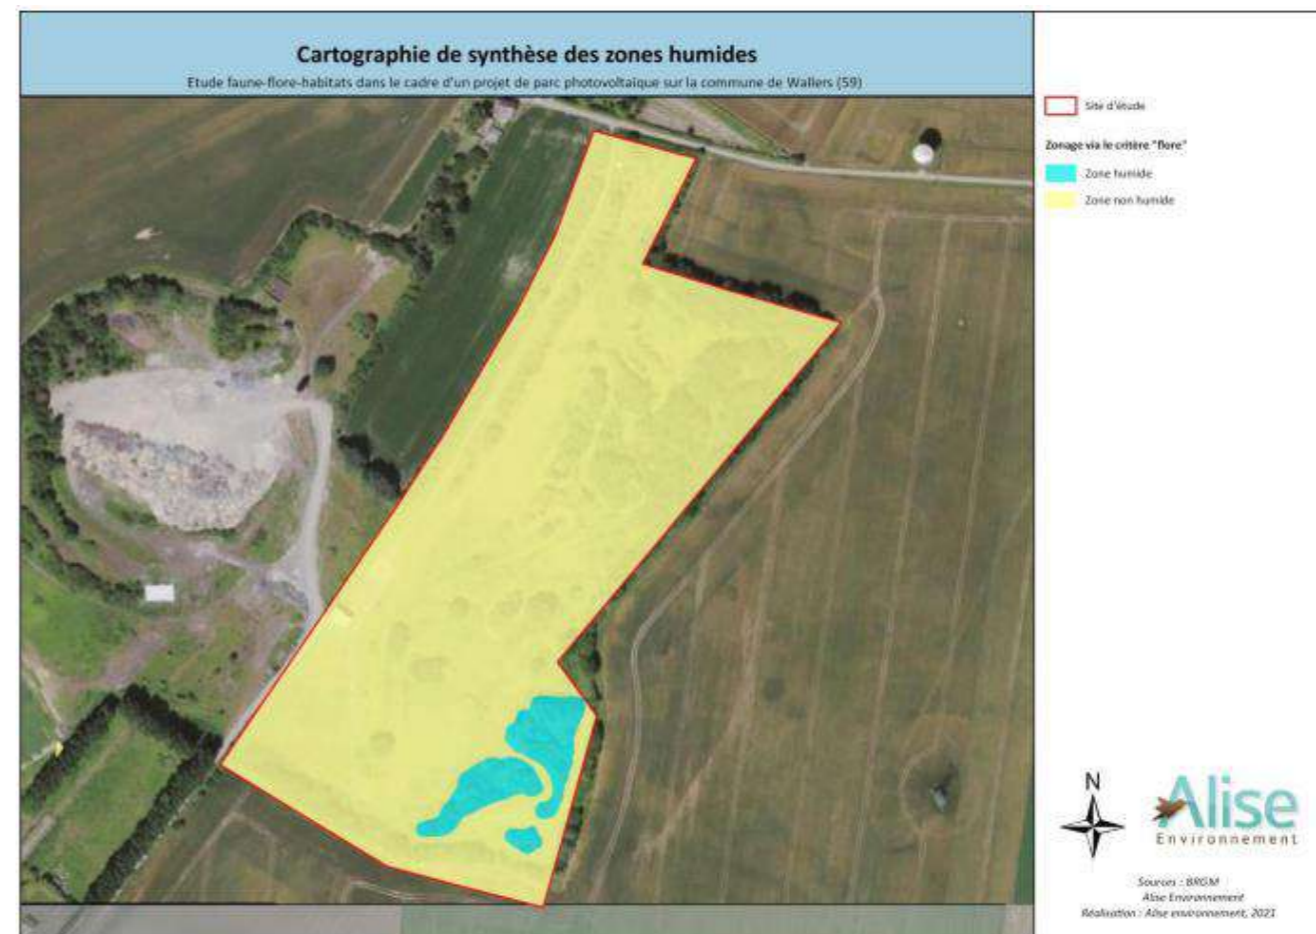 Cartographie de synthèse des zones humides
Etude faune-flore-habitats dans le cadre d'un projet de parc photovoltaïque sur la commune de Wallers (59)
Site d'étude
Zonage via le critère "flore"
Zone humide
Zone non humide
N
Alise
Environnement
Sources : BRGM
Alise Environnement
Réalisation : Alise environnement, 2021